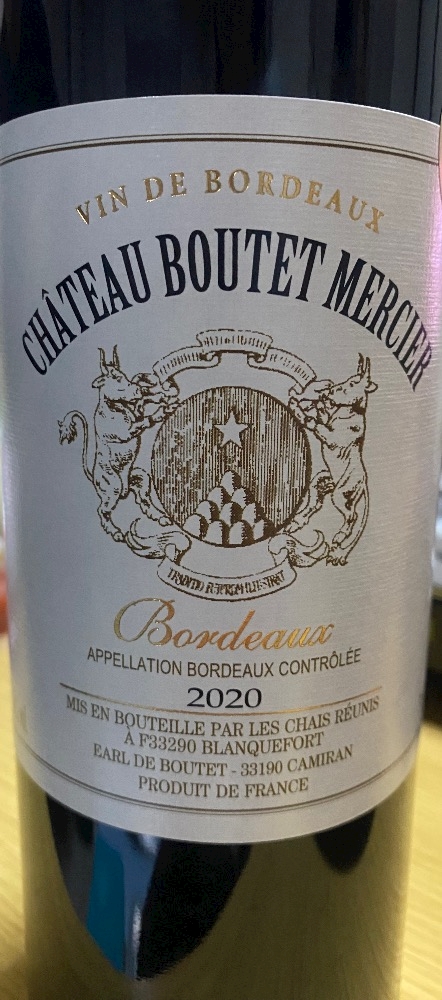 VIN DE BORDEAUX
CHÂTEAU BOUTET MERCIER
Bordeaux
APPELLATION BORDEAUX CONTRÔLÉE
2020
MIS EN BOUTEILLE PAR LES CHAIS RÉUNIS
À F33290 BLANQUEFORT
EARL DE BOUTET - 33190 CAMIRAN
PRODUIT DE FRANCE